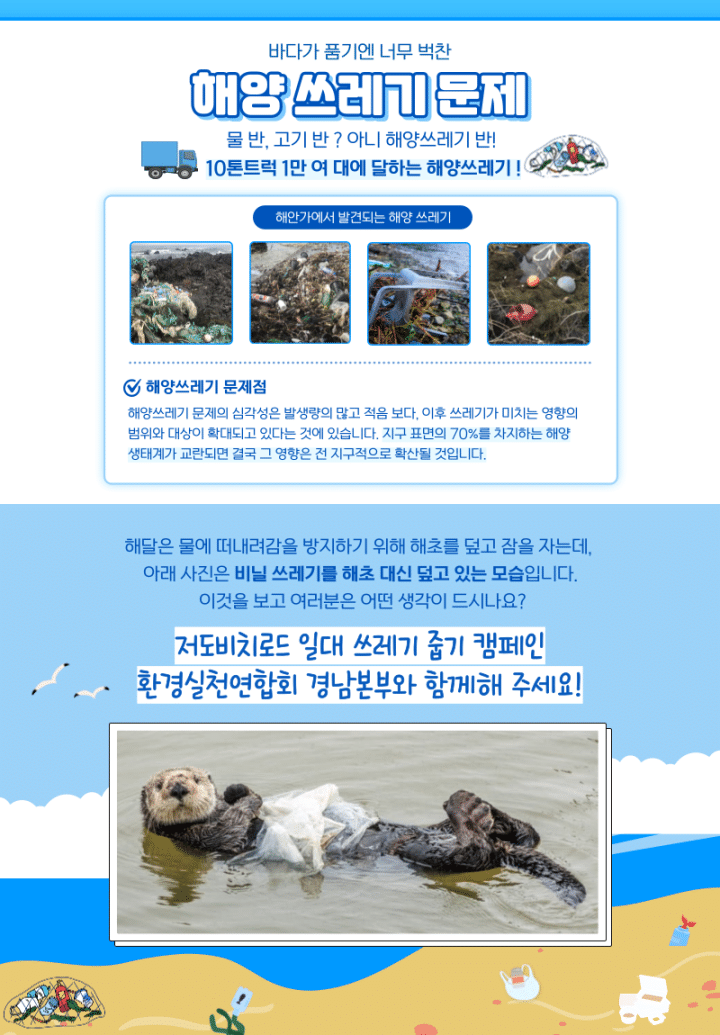 바다가 품기엔 너무 벅찬
해양 쓰레기 문제
물 반, 고기 반 ? 아니 해양쓰레기 반!
10톤트럭 1만 여 대에 달하는 해양쓰레기 !
해안가에서 발견되는 해양 쓰레기
해양쓰레기 문제점
해양쓰레기 문제의 심각성은 발생량의 많고 적음 보다, 이후 쓰레기가 미치는 영향의
범위와 대상이 확대되고 있다는 것에 있습니다. 지구 표면의 70%를 차지하는 해양
생태계가 교란되면 결국 그 영향은 전 지구적으로 확산될 것입니다.
해달은 물에 떠내려감을 방지하기 위해 해초를 덮고 잠을 자는데,
아래 사진은 비닐 쓰레기를 해초 대신 덮고 있는 모습입니다.
이것을 보고 여러분은 어떤 생각이 드시나요?
저도비치로드 일대 쓰레기 줍기 캠페인
환경실천연합회 경남본부와 함께해 주세요!